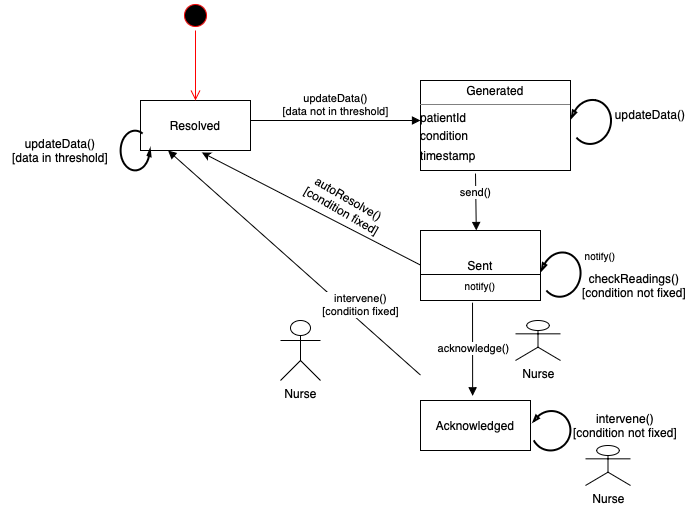 updateData()
[data not in threshold]
Generated
Resolved
patientId
condition
timestamp
updateData()
updateData()
[data in threshold]
send()
autoResolve()
[condition fixed]
Sent
notify()
notify()
checkReadings()
[condition not fixed]
intervene()
[condition fixed]
acknowledge()
Nurse
Nurse
Acknowledged
intervene()
[condition not fixed]
Nurse